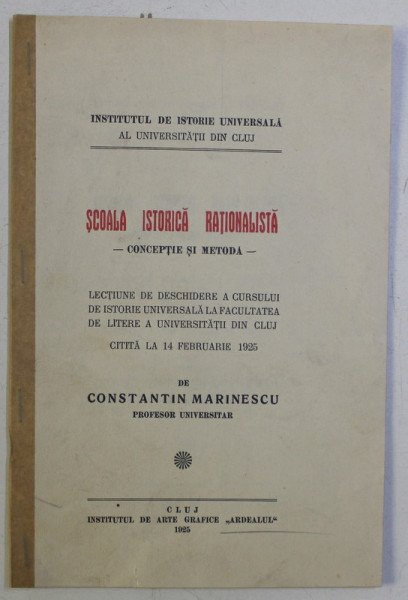 INSTITUTUL DE ISTORIE UNIVERSALĂ
AL UNIVERSITĂȚII DIN CLUJ
ȘCOALA ISTORICĂ RAȚIONALISTĂ
— CONCEPȚIE ȘI METODĂ —
LECȚIUNE DE DESCHIDERE A CURSULUI
DE ISTORIE UNIVERSALĂ LA FACULTATEA
DE LITERE A UNIVERSITĂȚII DIN CLUJ
CITITĂ LA 14 FEBRUARIE 1925
DE
CONSTANTIN MARINESCU
PROFESOR UNIVERSITAR
CLUJ
INSTITUTUL DE ARTE GRAFICE „ARDEALUL“
1925